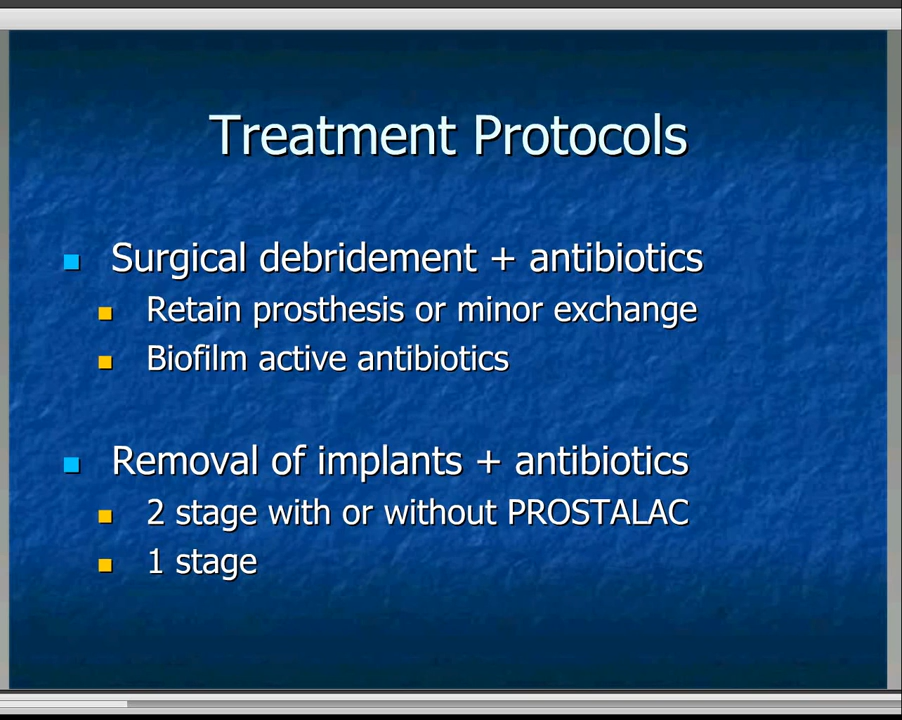 Treatment Protocols
Surgical debridement + antibiotics
Retain prosthesis or minor exchange
Biofilm active antibiotics
Removal of implants + antibiotics
2 stage with or without PROSTALAC
1 stage